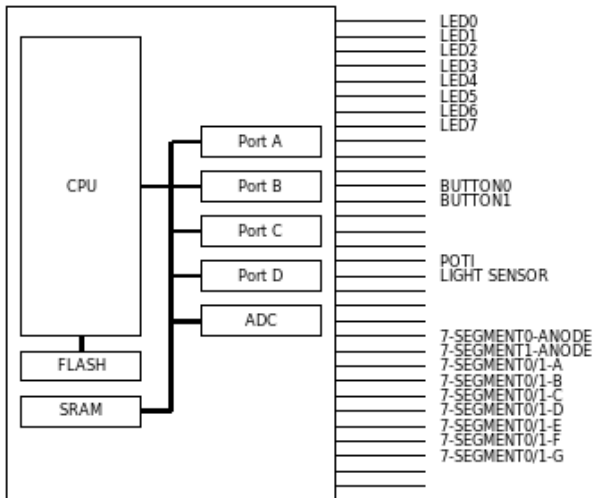 CPU
FLASH
SRAM
Port A
Port B
Port C
Port D
ADC
LED0
LED1
LED2
LED3
LED4
LED5
LED6
LED7
BUTTON0
BUTTON1
POTI
LIGHT SENSOR
7-SEGMENT0-ANODE
7-SEGMENT1-ANODE
7-SEGMENT0/1-A
7-SEGMENT0/1-B
7-SEGMENT0/1-C
7-SEGMENT0/1-D
7-SEGMENT0/1-E
7-SEGMENT0/1-F
7-SEGMENT0/1-G